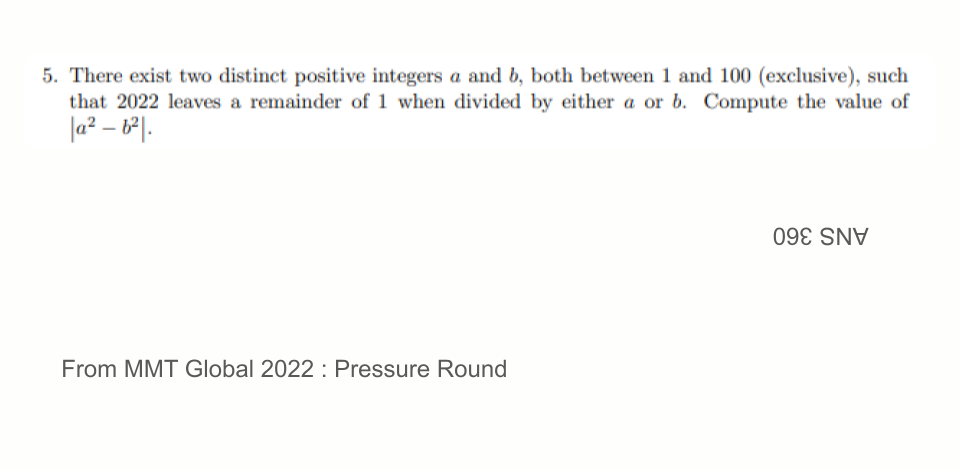 5. There exist two distinct positive integers a and b, both between 1 and 100 (exclusive), such
that 2022 leaves a remainder of 1 when divided by either a or b. Compute the value of
|a² – b²|.
ANS 360
From MMT Global 2022 : Pressure Round